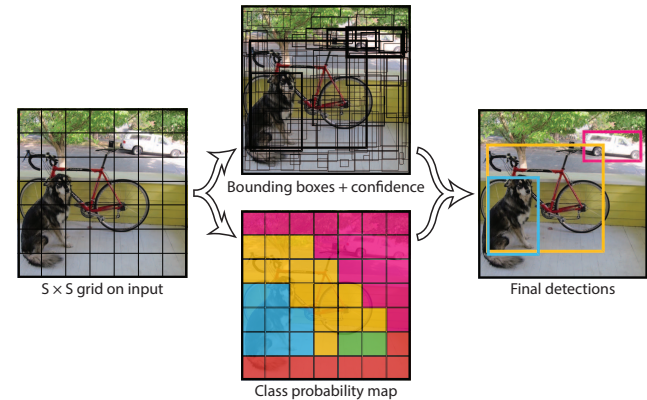 Bounding boxes + confidence
S × S grid on input
Final detections
Class probability map